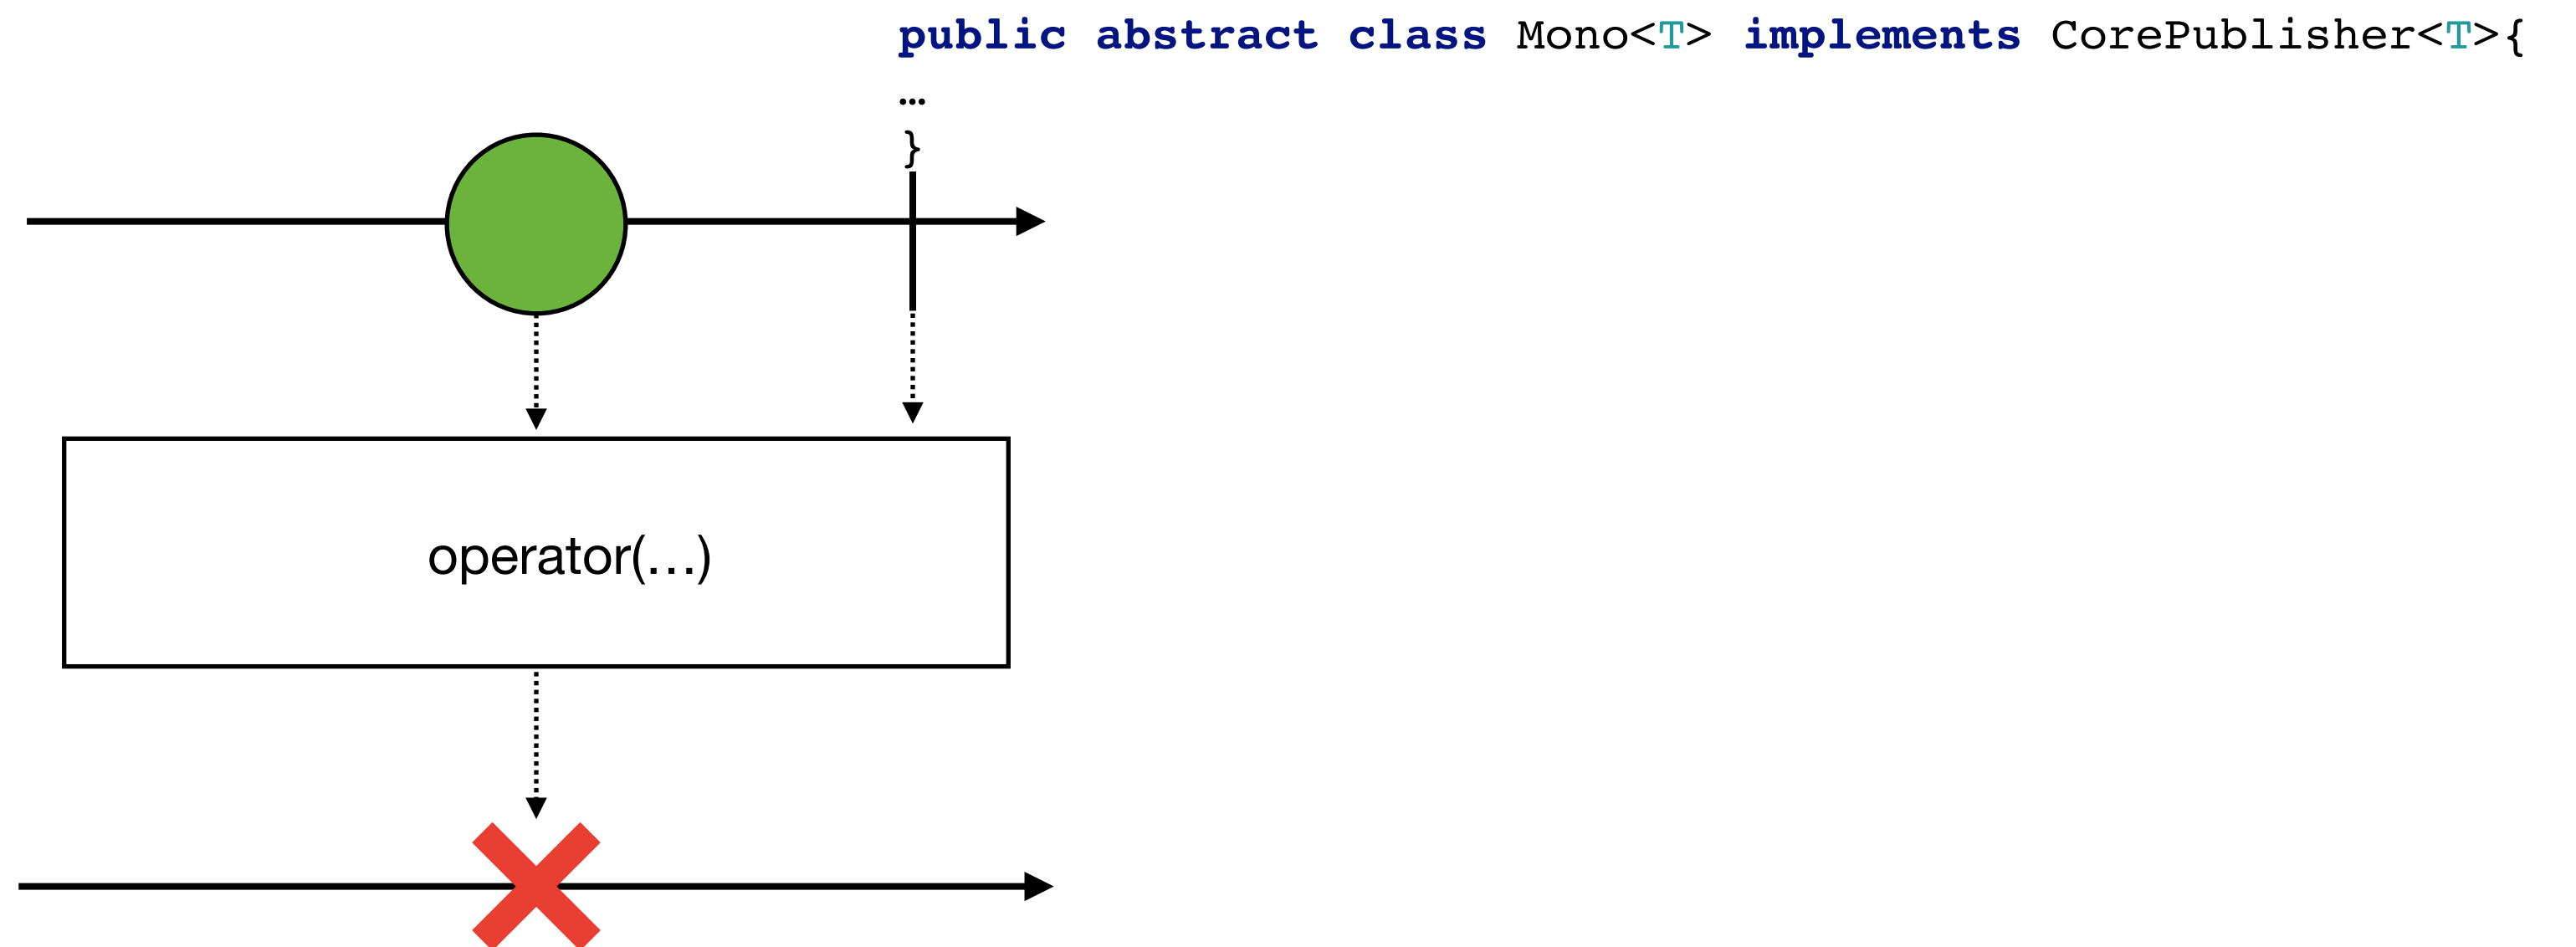 public abstract class Mono<T> implements CorePublisher<T>{
…
}
operator(…)